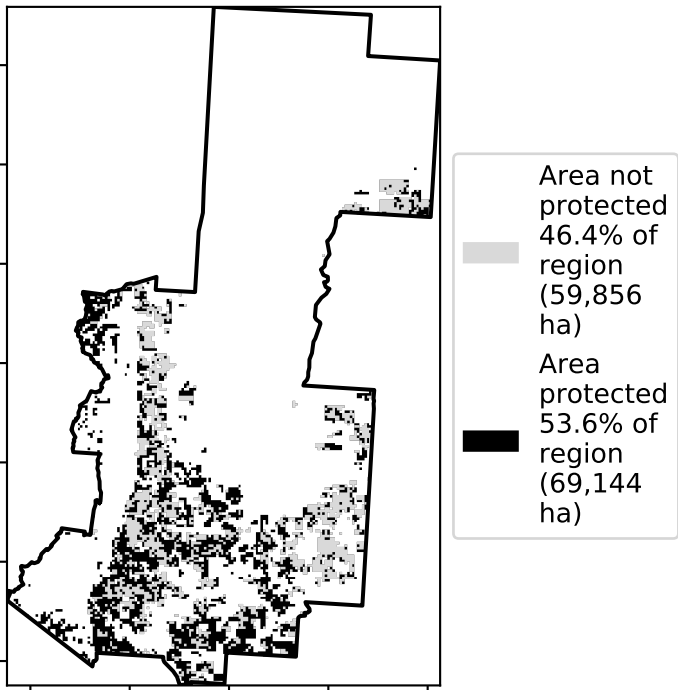 Area not
protected
46.4% of
region
(59,856
ha)
Area
protected
53.6% of
region
(69,144
ha)